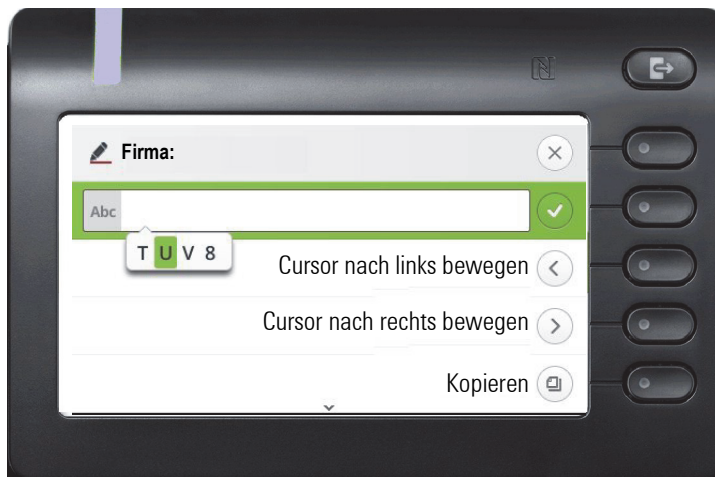 Firma:
Abc
T U V 8
Cursor nach links bewegen
Cursor nach rechts bewegen
Kopieren